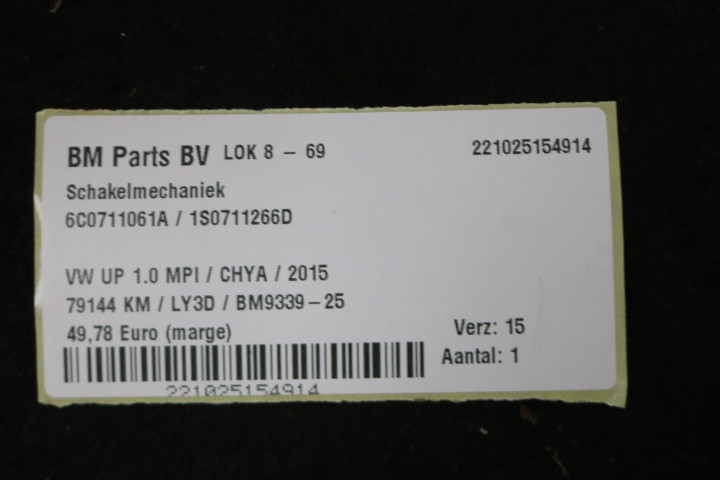 BM Parts BV LOK 8 – 69 221025154914
Schakelmechaniek
6C0711061A / 1S0711266D
VW UP 1.0 MPI / CHYA / 2015
79144 KM / LY3D / BM9339-25
49,78 Euro (marge) Verz: 15
Aantal: 1
221025154914